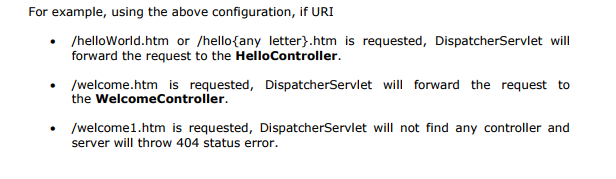 For example, using the above configuration, if URI
• /helloWorld.htm or /hello{any letter}.htm is requested, DispatcherServlet will
forward the request to the HelloController.
• /welcome.htm is requested, DispatcherServlet will forward the request to
the WelcomeController.
• /welcome1.htm is requested, DispatcherServlet will not find any controller and
server will throw 404 status error.